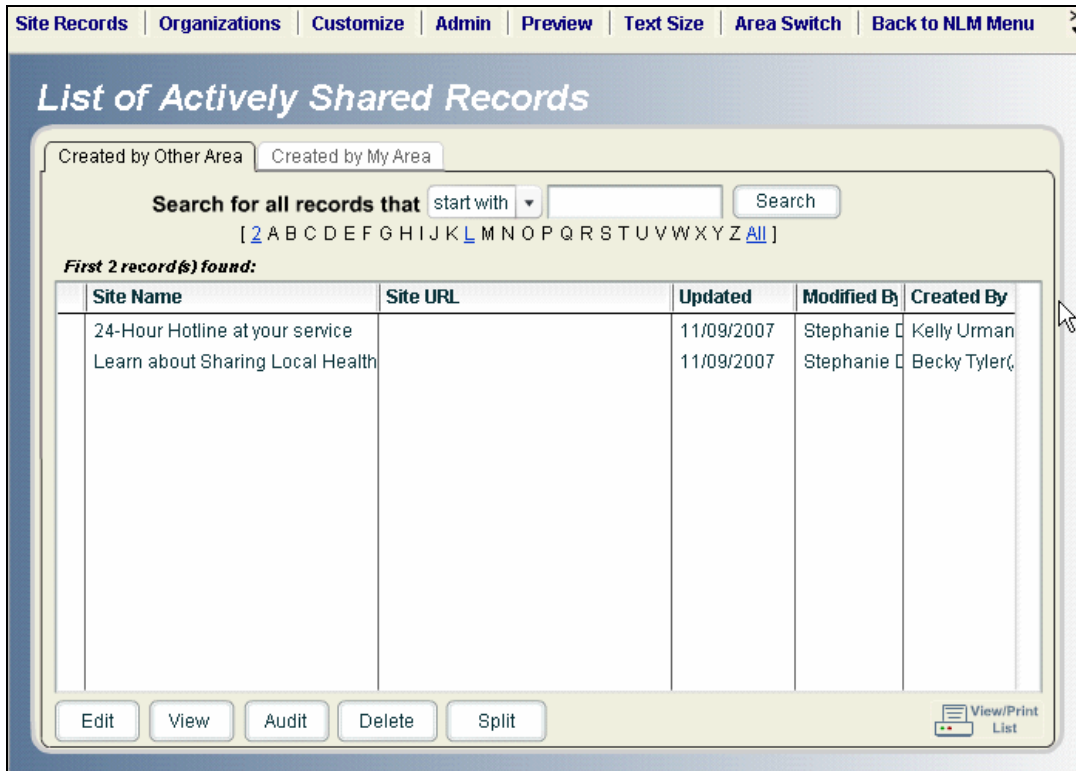 Site Records | Organizations | Customize | Admin | Preview | Text Size | Area Switch | Back to NLM Menu
List of Actively Shared Records
Created by Other Area Created by My Area
Search for all records that start with Search
[ 2 A B C D E F G H I J K L M N O P Q R S T U V W X Y Z All ]
First 2 record(s) found:
Site Name Site URL Updated Modified By Created By
24-Hour Hotline at your service 11/09/2007 Stephanie D Kelly Urman
Learn about Sharing Local Health 11/09/2007 Stephanie D Becky Tyler(
Edit View Audit Delete Split View/Print
List